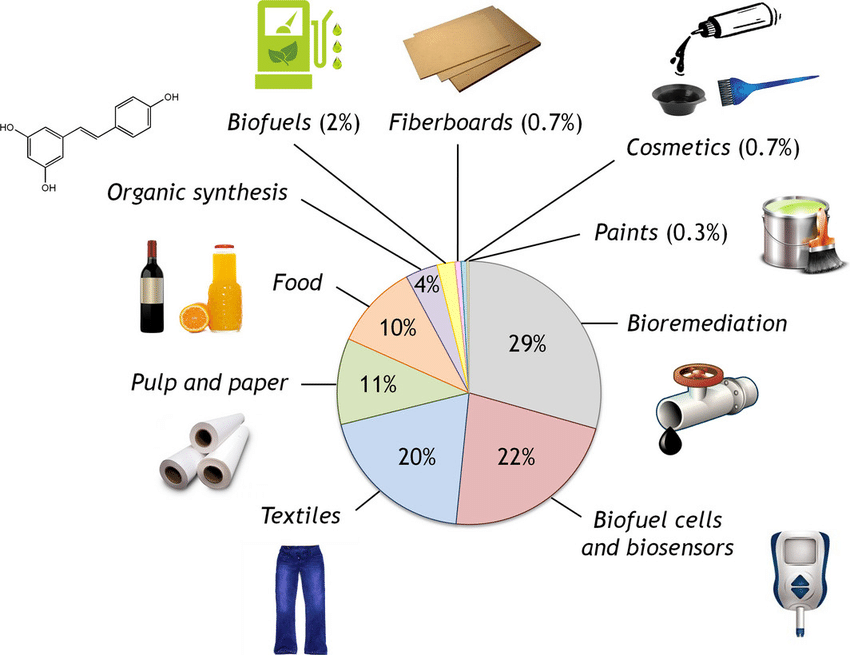 Biofuels (2%)
Fiberboards (0.7%)
Cosmetics (0.7%)
OH
HO
OH
Organic synthesis
Paints (0.3%)
Food
4%
Bioremediation
10%
29%
Pulp and paper
11%
20%
22%
Textiles
Biofuel cells
and biosensors